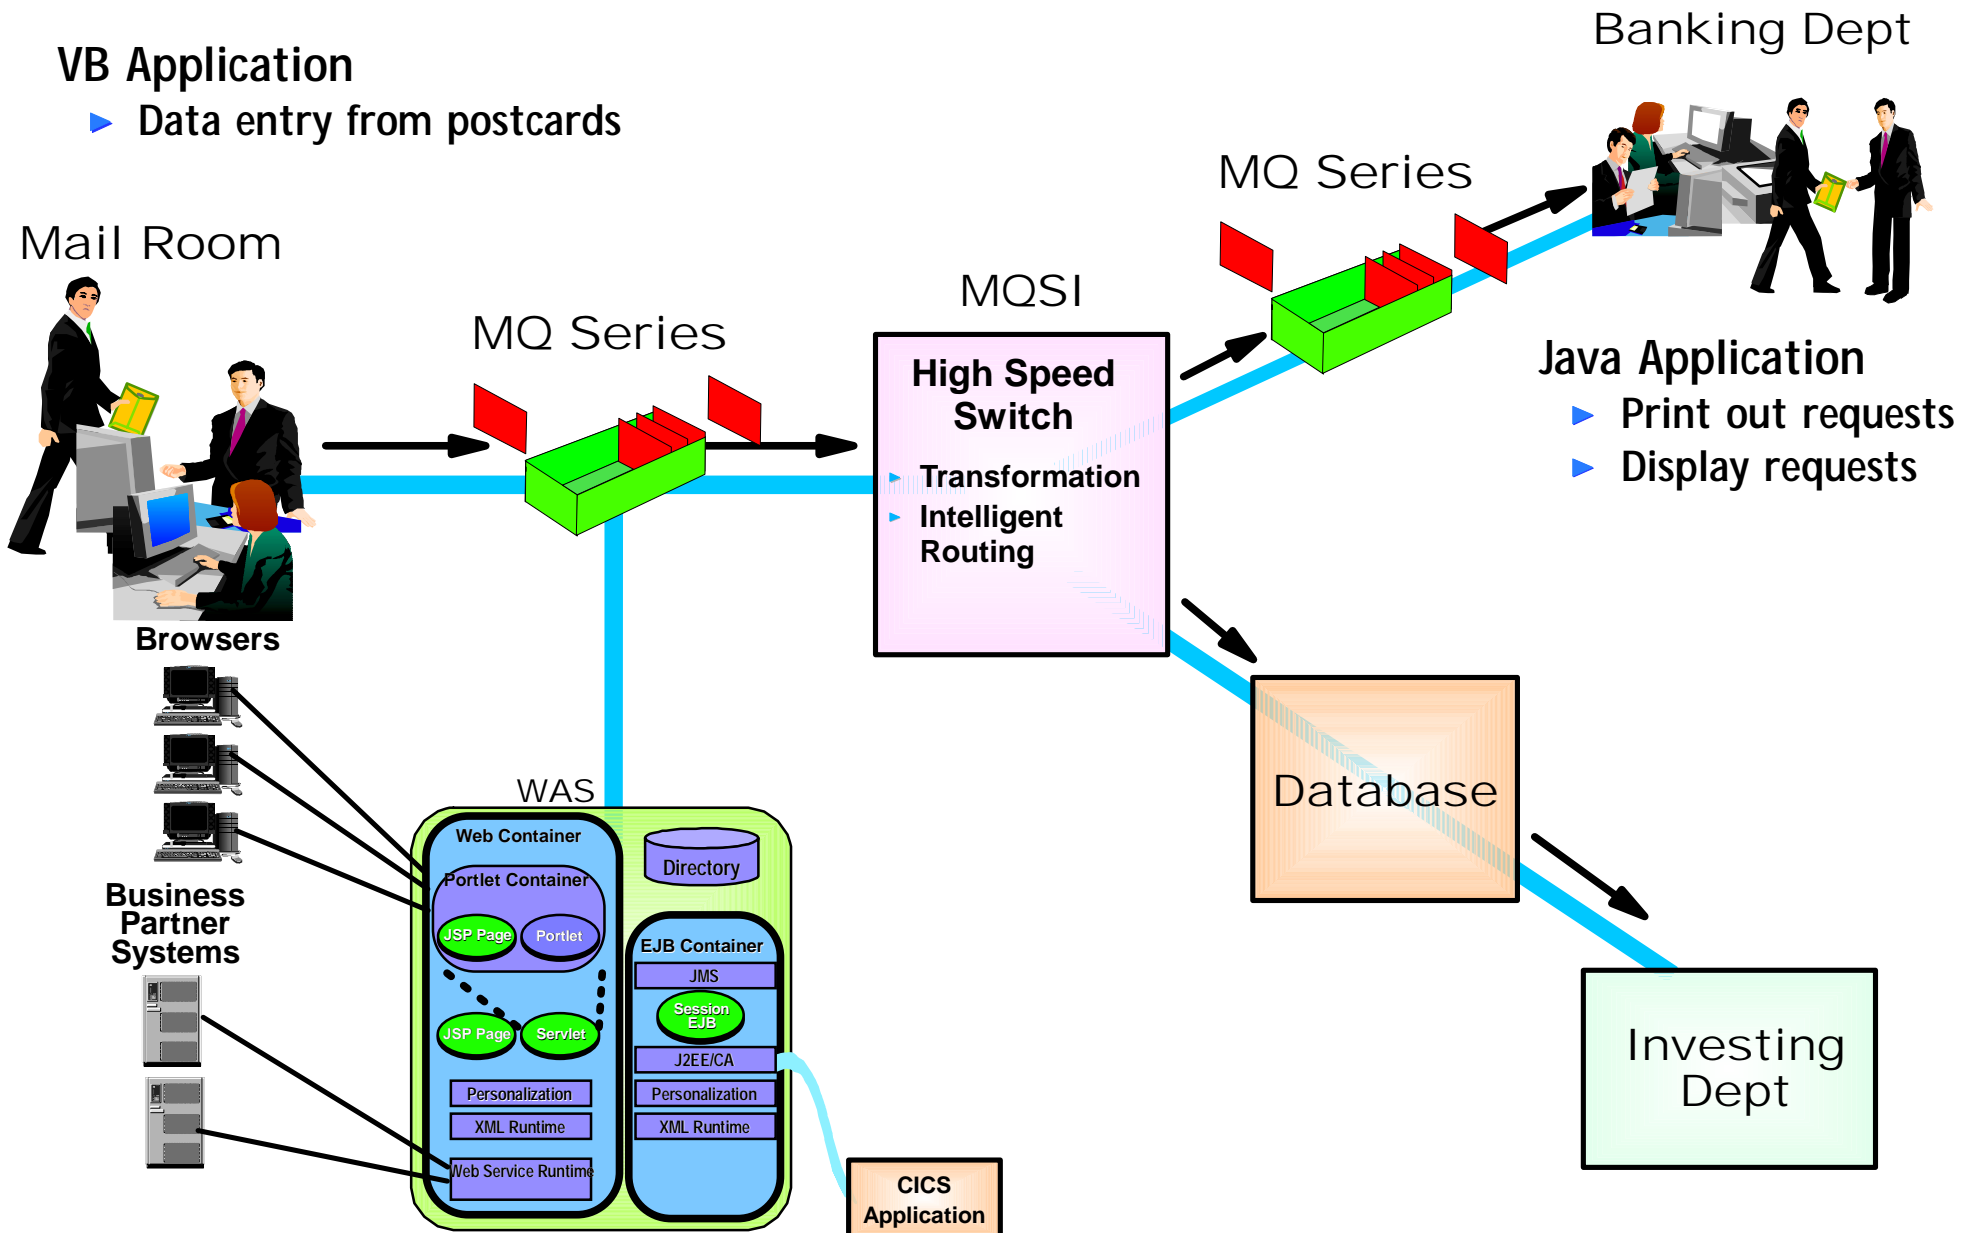 Banking Dept
VB Application
Data entry from postcards
MQ Series
Mail Room
MQSI
MQ Series
High Speed
Switch
Transformation
Intelligent
Routing
Java Application
Print out requests
Display requests
Browsers
WAS
Database
Web Container
Directory
Portlet Container
JSP Page
Portlet
Business
Partner
Systems
EJB Container
JMS
Session
EJB
JSP Page
Servlet
J2EE/CA
Personalization
Personalization
XML Runtime
XML Runtime
Web Service Runtime
Investing
Dept
CICS
Application